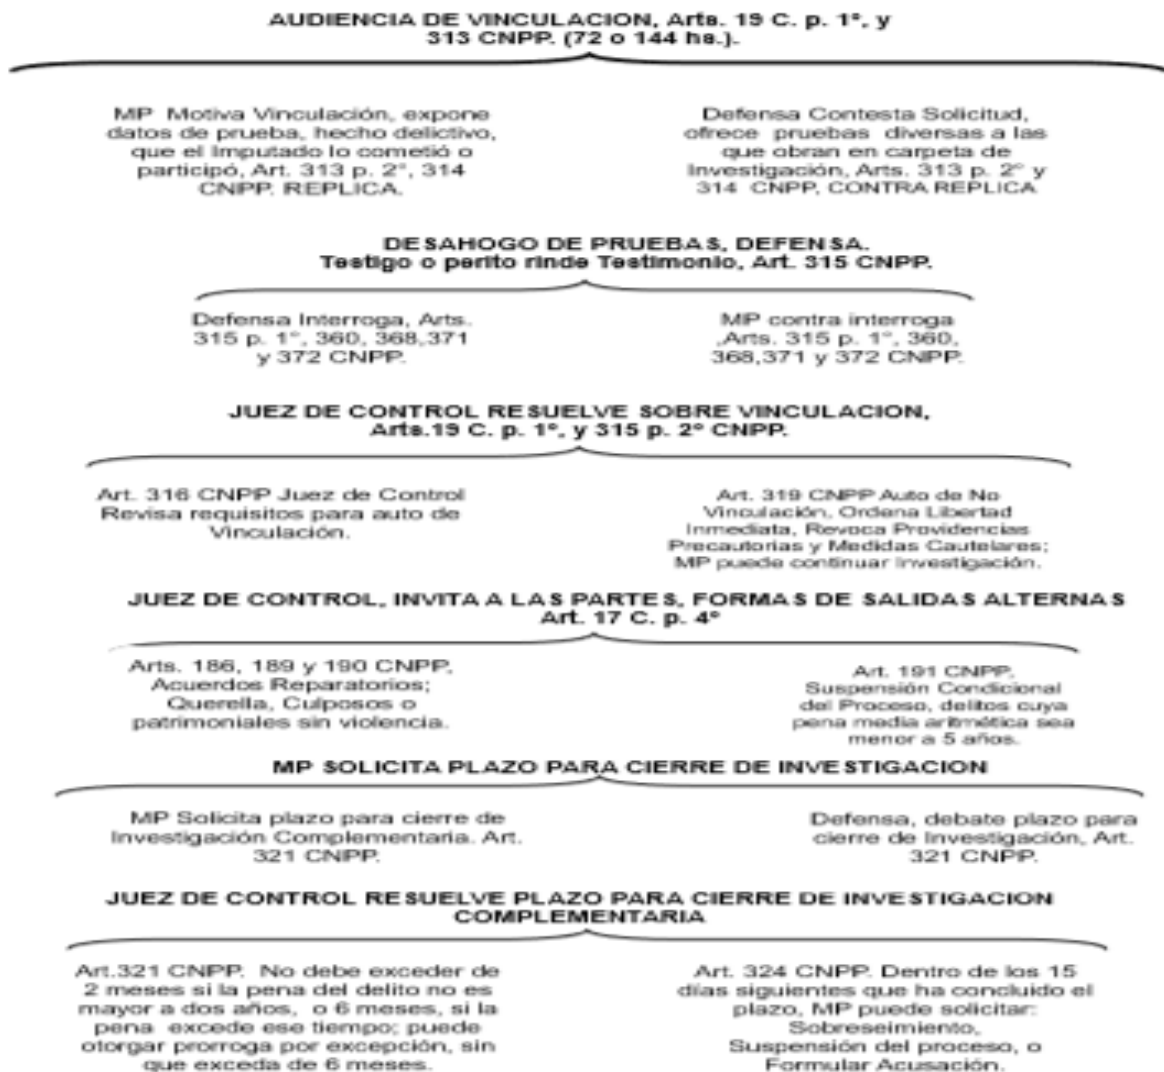 AUDIENCIA DE VINCULACION, Arts. 19 C. p. 1º, y
313 CNPP. (72 o 144 hs.).
MP Motiva Vinculación, expone
datos de prueba, hecho delictivo,
que el Imputado lo cometió o
participó, Art. 313 p. 2°, 314
CNPP. REPLICA.
Defensa Contesta Solicitud,
ofrece pruebas diversas a las
que obran en carpeta de
Investigación, Arts. 313 p. 2° y
314 CNPP, CONTRA REPLICA
DESAHOGO DE PRUEBAS, DEFENSA.
Testigo o perito rinde Testimonio, Art. 315 CNPP.
Defensa Interroga, Arts.
315 p. 1°, 360, 368,371
y 372 CNPP.
MP contra interroga
,Arts. 315 p. 1°, 360,
368,371 y 372 CNPP.
JUEZ DE CONTROL RESUELVE SOBRE VINCULACION,
Arts.19 C. p. 1º, y 315 p. 2º CNPP.
Art. 316 CNPP Juez de Control
Revisa requisitos para auto de
Vinculación.
Art. 319 CNPP Auto de No
Vinculación, Ordena Libertad
Inmediata, Revoca Providencias
Precautorias y Medidas Cautelares;
MP puede continuar Investigación.
JUEZ DE CONTROL, INVITA A LAS PARTES, FORMAS DE SALIDAS ALTERNAS
Art. 17 C. p. 4º
Arts. 186, 189 y 190 CNPP,
Acuerdos Reparatorios;
Querella, Culposos o
patrimoniales sin violencia.
Art. 191 CNPP,
Suspensión Condicional
del Proceso, delitos cuya
pena media aritmética sea
menor a 5 años.
MP SOLICITA PLAZO PARA CIERRE DE INVESTIGACION
MP Solicita plazo para cierre de
Investigación Complementaria. Art.
321 CNPP.
Defensa, debate plazo para
cierre de Investigación, Art.
321 CNPP.
JUEZ DE CONTROL RESUELVE PLAZO PARA CIERRE DE INVESTIGACION
COMPLEMENTARIA
Art.321 CNPP. No debe exceder de
2 meses si la pena del delito no es
mayor a dos años, o 6 meses, si la
pena excede ese tiempo; puede
otorgar prorroga por excepción, sin
que exceda de 6 meses.
Art. 324 CNPP. Dentro de los 15
días siguientes que ha concluido el
plazo, MP puede solicitar:
Sobreseimiento,
Suspensión del proceso, o
Formular Acusación.